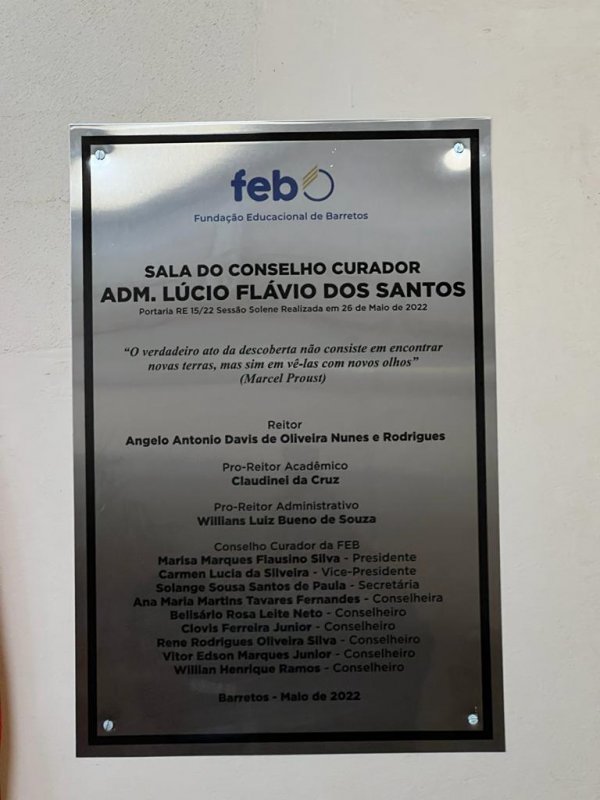 feb
Fundação Educacional de Barretos
SALA DO CONSELHO CURADOR
ADM. LÚCIO FLÁVIO DOS SANTOS
Portaria RE 15/22 Sessão Solene Realizada em 26 de Maio de 2022
“O verdadeiro ato da descoberta não consiste em encontrar
novas terras, mas sim em vê-las com novos olhos”
(Marcel Proust)
Reitor
Angelo Antonio Davis de Oliveira Nunes e Rodrigues
Pro-Reitor Acadêmico
Claudinei da Cruz
Pro-Reitor Administrativo
Willians Luiz Bueno de Souza
Conselho Curador da FEB
Marisa Marques Flausino Silva - Presidente
Carmen Lucia da Silveira - Vice-Presidente
Solange Sousa Santos de Paula - Secretária
Ana Maria Martins Tavares Fernandes - Conselheira
Belisário Rosa Leite Neto - Conselheiro
Clovis Ferreira Junior - Conselheiro
Rene Rodrigues Oliveira Silva - Conselheiro
Vitor Edson Marques Junior - Conselheiro
Willian Henrique Ramos - Conselheiro
Barretos - Maio de 2022